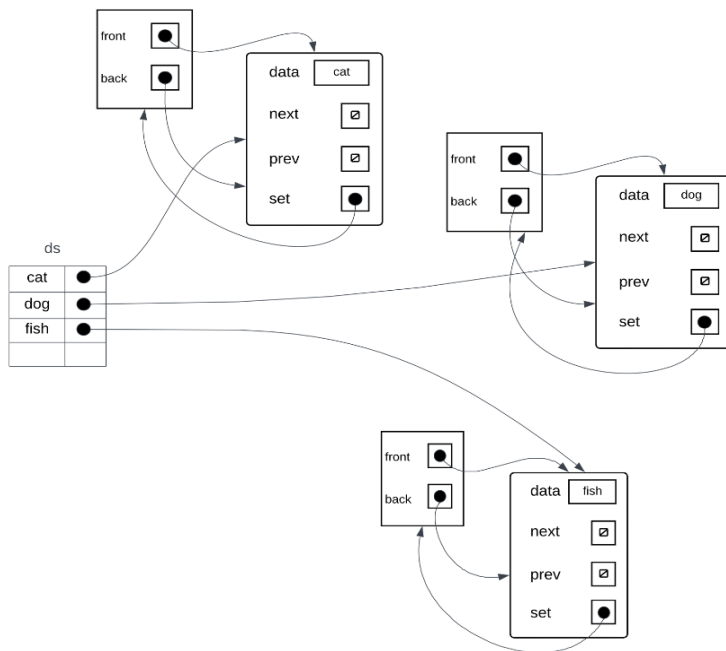 front
back
data cat
next
prev
set
front
back
data dog
next
prev
set
ds
cat
dog
fish
front
back
data fish
next
prev
set